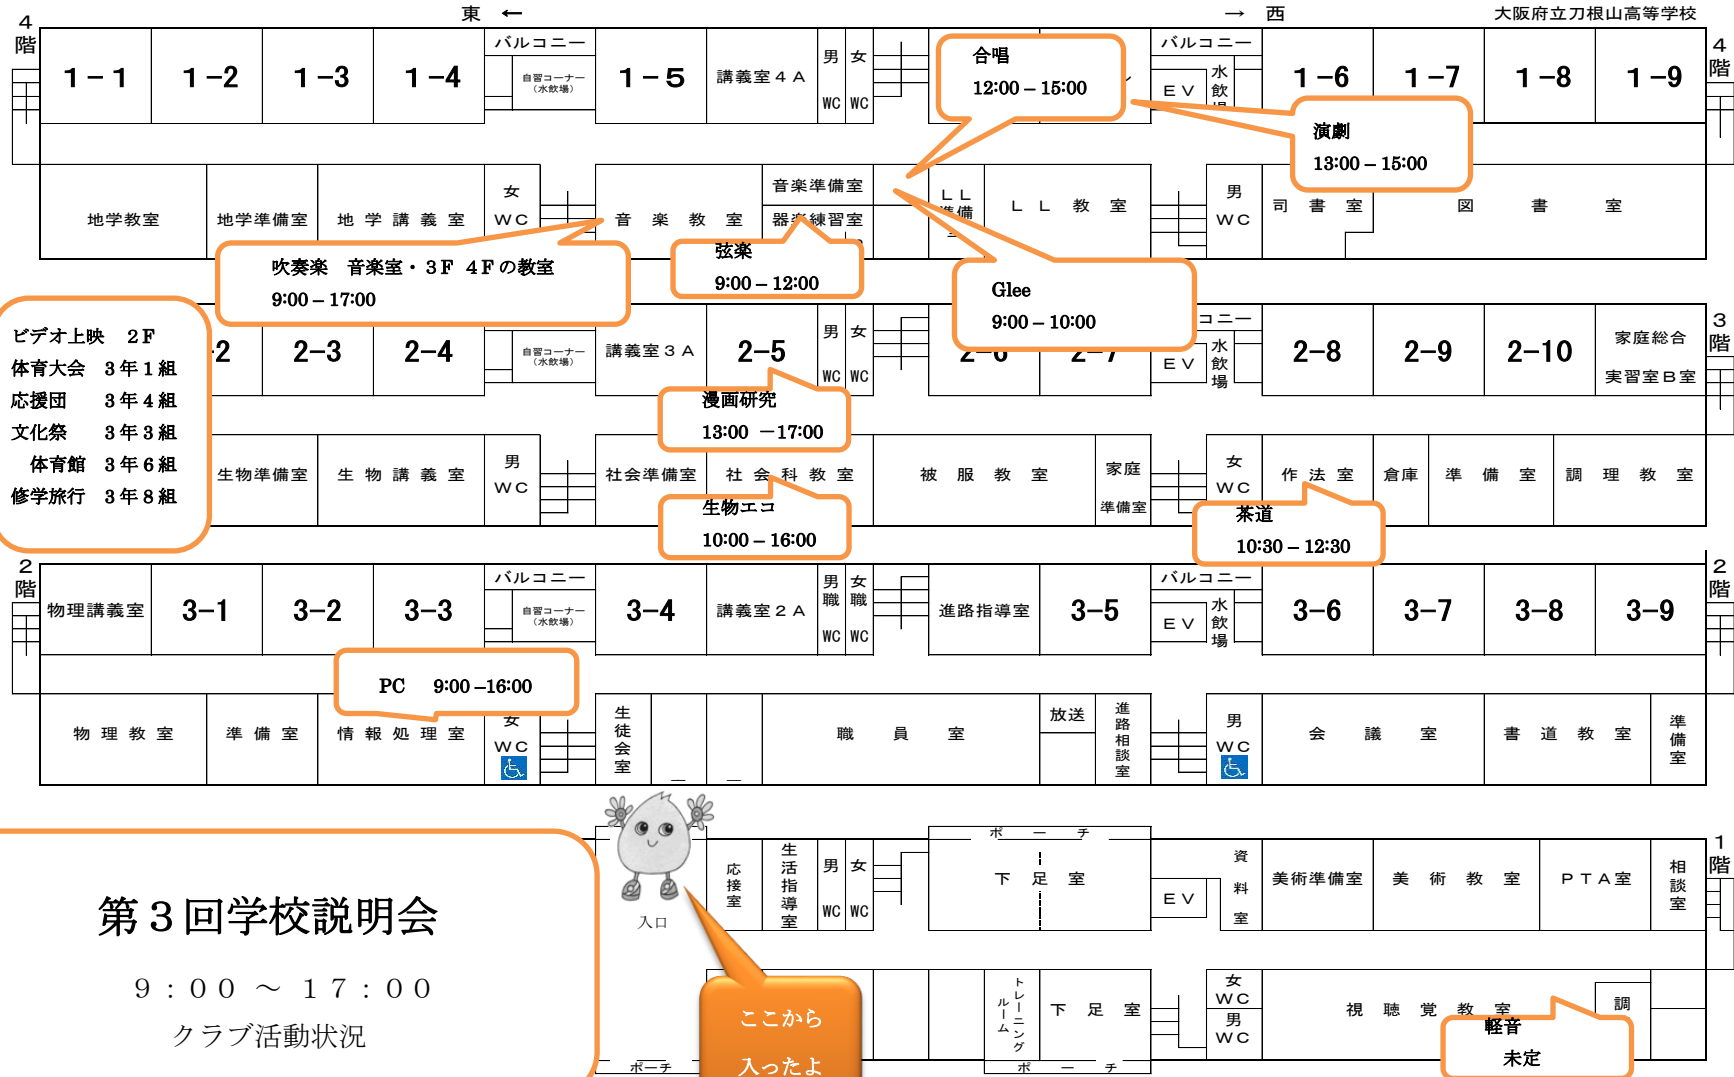 東 ←
→ 西
大阪府立刀根山高等学校
4階
1-1
1-2
1-3
1-4
バルコニー
自習コーナー
(水飲場)
1-5
講義室4A
男 女
WC WC
合唱
12:00 – 15:00
バルコニー
EV
水飲場
1-6
1-7
1-8
1-9
4階
演劇
13:00 – 15:00
地学教室
地学準備室
地学講義室
女
WC
音楽教室
音楽準備室
器楽練習室
LL準備
LL教室
男
WC
司書室
図書室
吹奏楽 音楽室・3F 4Fの教室
9:00 – 17:00
弦楽
9:00 – 12:00
Glee
9:00 – 10:00
ビデオ上映 2F
体育大会 3年1組
応援団 3年4組
文化祭 3年3組
体育館 3年6組
修学旅行 3年8組
-2
2-3
2-4
自習コーナー
(水飲場)
講義室3A
2-5
男 女
WC WC
2-6
2-7
コニー
EV
水飲場
2-8
2-9
2-10
家庭総合
実習室B室
3階
漫画研究
13:00 –17:00
生物準備室
生物講義室
男
WC
社会準備室
社会科教室
被服教室
家庭
準備室
女
WC
作法室
倉庫
準備室
調理教室
生物エコ
10:00 – 16:00
茶道
10:30 – 12:30
2階
物理講義室
3-1
3-2
3-3
バルコニー
自習コーナー
(水飲場)
3-4
講義室2A
男職 女職
WC WC
進路指導室
3-5
バルコニー
EV
水飲場
3-6
3-7
3-8
3-9
2階
PC 9:00 –16:00
物理教室
準備室
情報処理室
女
WC
生徒会室
職員室
放送
進路相談室
男
WC
会議室
書道教室
準備室
第3回学校説明会
9:00 ～ 17:00
クラブ活動状況
入口
ここから
入ったよ
応接室
生活指導室
男 女
WC WC
ポーチ
下足室
EV
資料室
美術準備室
美術教室
PTA室
相談室
1階
トレーニングルーム
下足室
女
WC
男
WC
視聴覚教室
調
軽音
未定
ポーチ
ポーチ